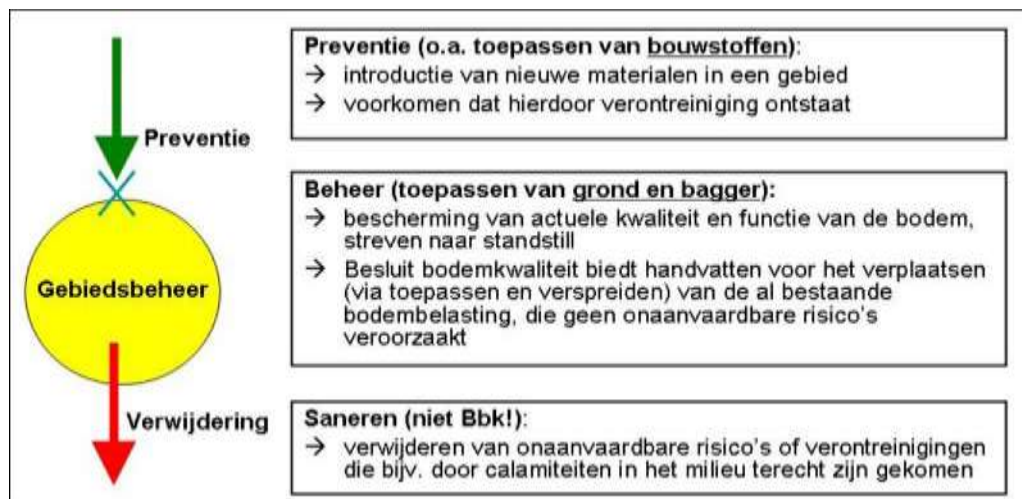 Preventie (o.a. toepassen van bouwstoffen):
→ introductie van nieuwe materialen in een gebied
→ voorkomen dat hierdoor verontreiniging ontstaat
Preventie
Beheer (toepassen van grond en bagger):
→ bescherming van actuele kwaliteit en functie van de bodem,
streven naar standstill
→ Besluit bodemkwaliteit biedt handvatten voor het verplaatsen
(via toepassen en verspreiden) van de al bestaande
bodembelasting, die geen onaanvaardbare risico's
veroorzaakt
Gebiedsbeheer
Verwijdering
Saneren (niet Bbk!):
→ verwijderen van onaanvaardbare risico's of verontreinigingen
die bijv. door calamiteiten in het milieu terecht zijn gekomen